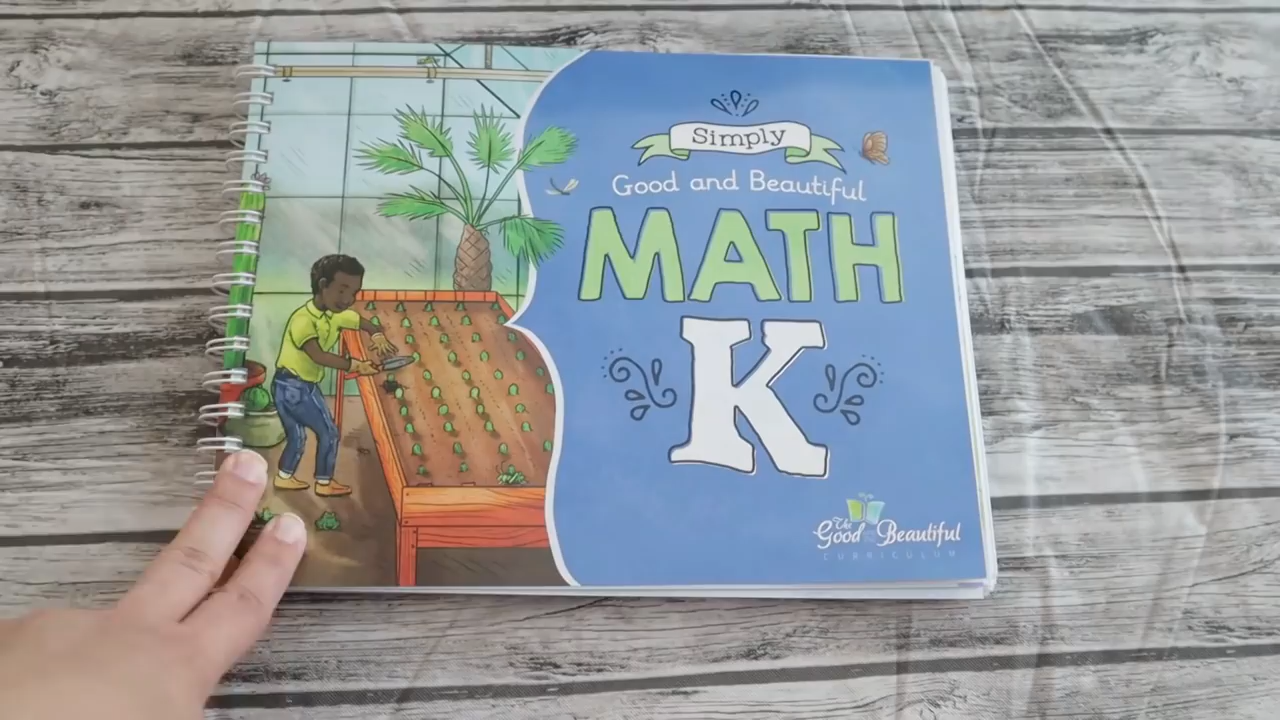 Simply
Good and Beautiful
MATH
K
The Good and Beautiful
CURRICULUM